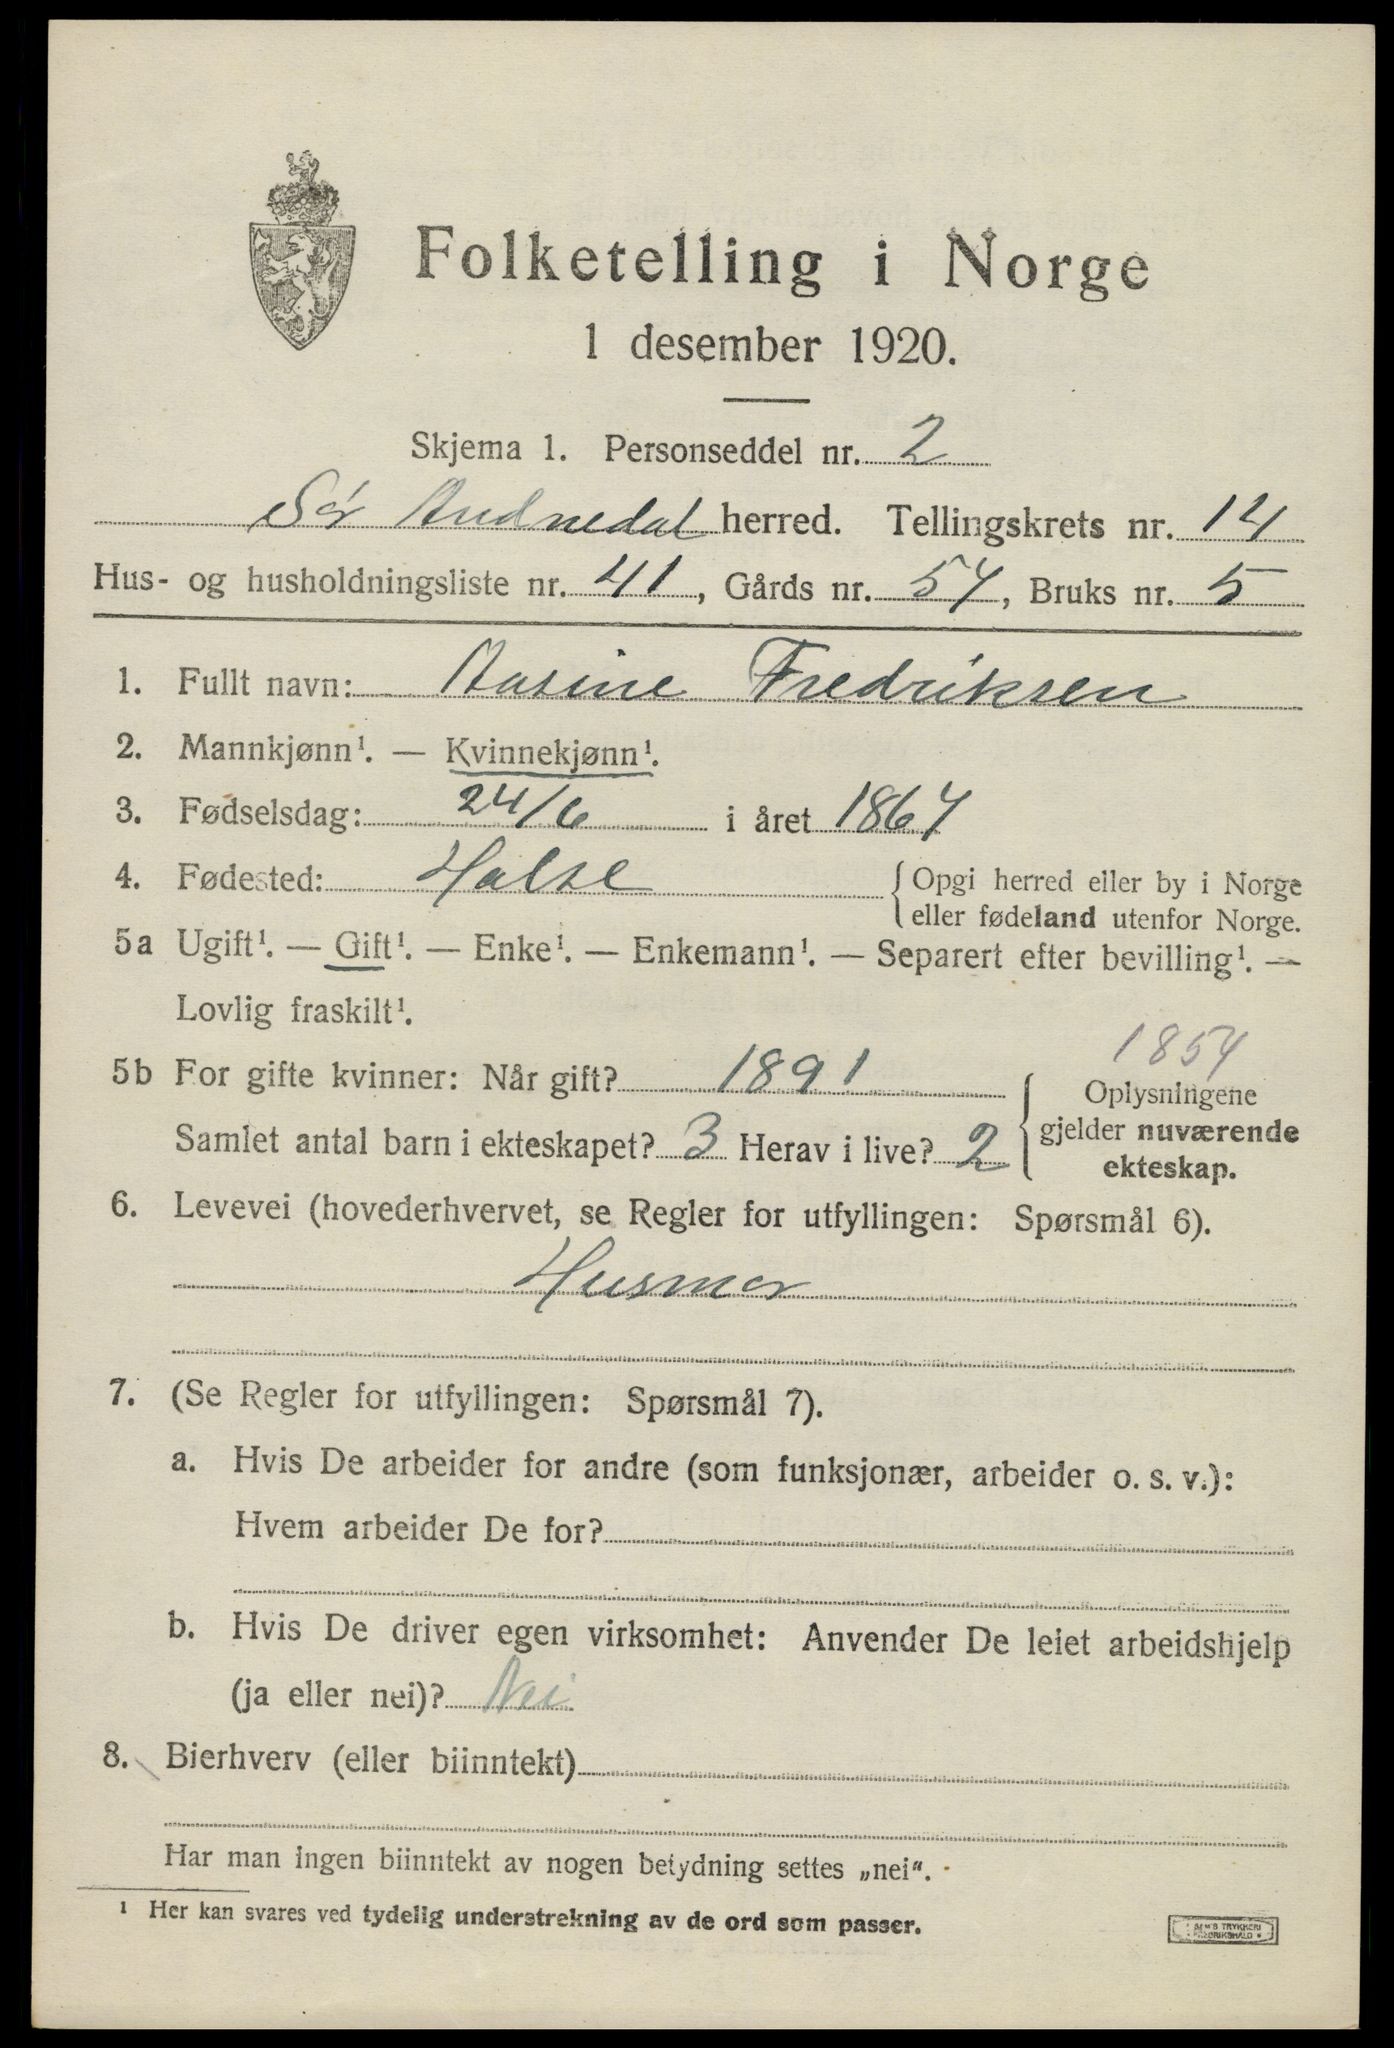 Folketelling i Norge
1 desember 1920.
Skjema 1. Personseddel nr. 2
Sør Audnedal herred. Tellingskrets nr. 14
Hus- og husholdningsliste nr. 41, Gårds nr. 54, Bruks nr. 5
1. Fullt navn: Aasine Fredriksen
2. Mannkjønn¹. — Kvinnekjønn¹.
3. Fødselsdag: 24/6 i året 1864
4. Fødested: Halse { Opgi herred eller by i Norge
eller fødeland utenfor Norge.
5a Ugift¹. — Gift¹. — Enke¹. — Enkemann¹. — Separert efter bevilling¹. —
Lovlig fraskilt¹.
1854
5b For gifte kvinner: Når gift? 1891 { Oplysningene
Samlet antal barn i ekteskapet? 3 Herav i live? 2 gjelder nuværende
ekteskap.
6. Levevei (hovederhvervet, se Regler for utfyllingen: Spørsmål 6).
Husmor
7. (Se Regler for utfyllingen: Spørsmål 7).
a. Hvis De arbeider for andre (som funksjonær, arbeider o. s. v.):
Hvem arbeider De for?
b. Hvis De driver egen virksomhet: Anvender De leiet arbeidshjelp
(ja eller nei)? Nei
8. Bierhverv (eller biinntekt)
Har man ingen biinntekt av nogen betydning settes „nei".
¹ Her kan svares ved tydelig understrekning av de ord som passer.
TRYKKERI
FREDRIKSHALD